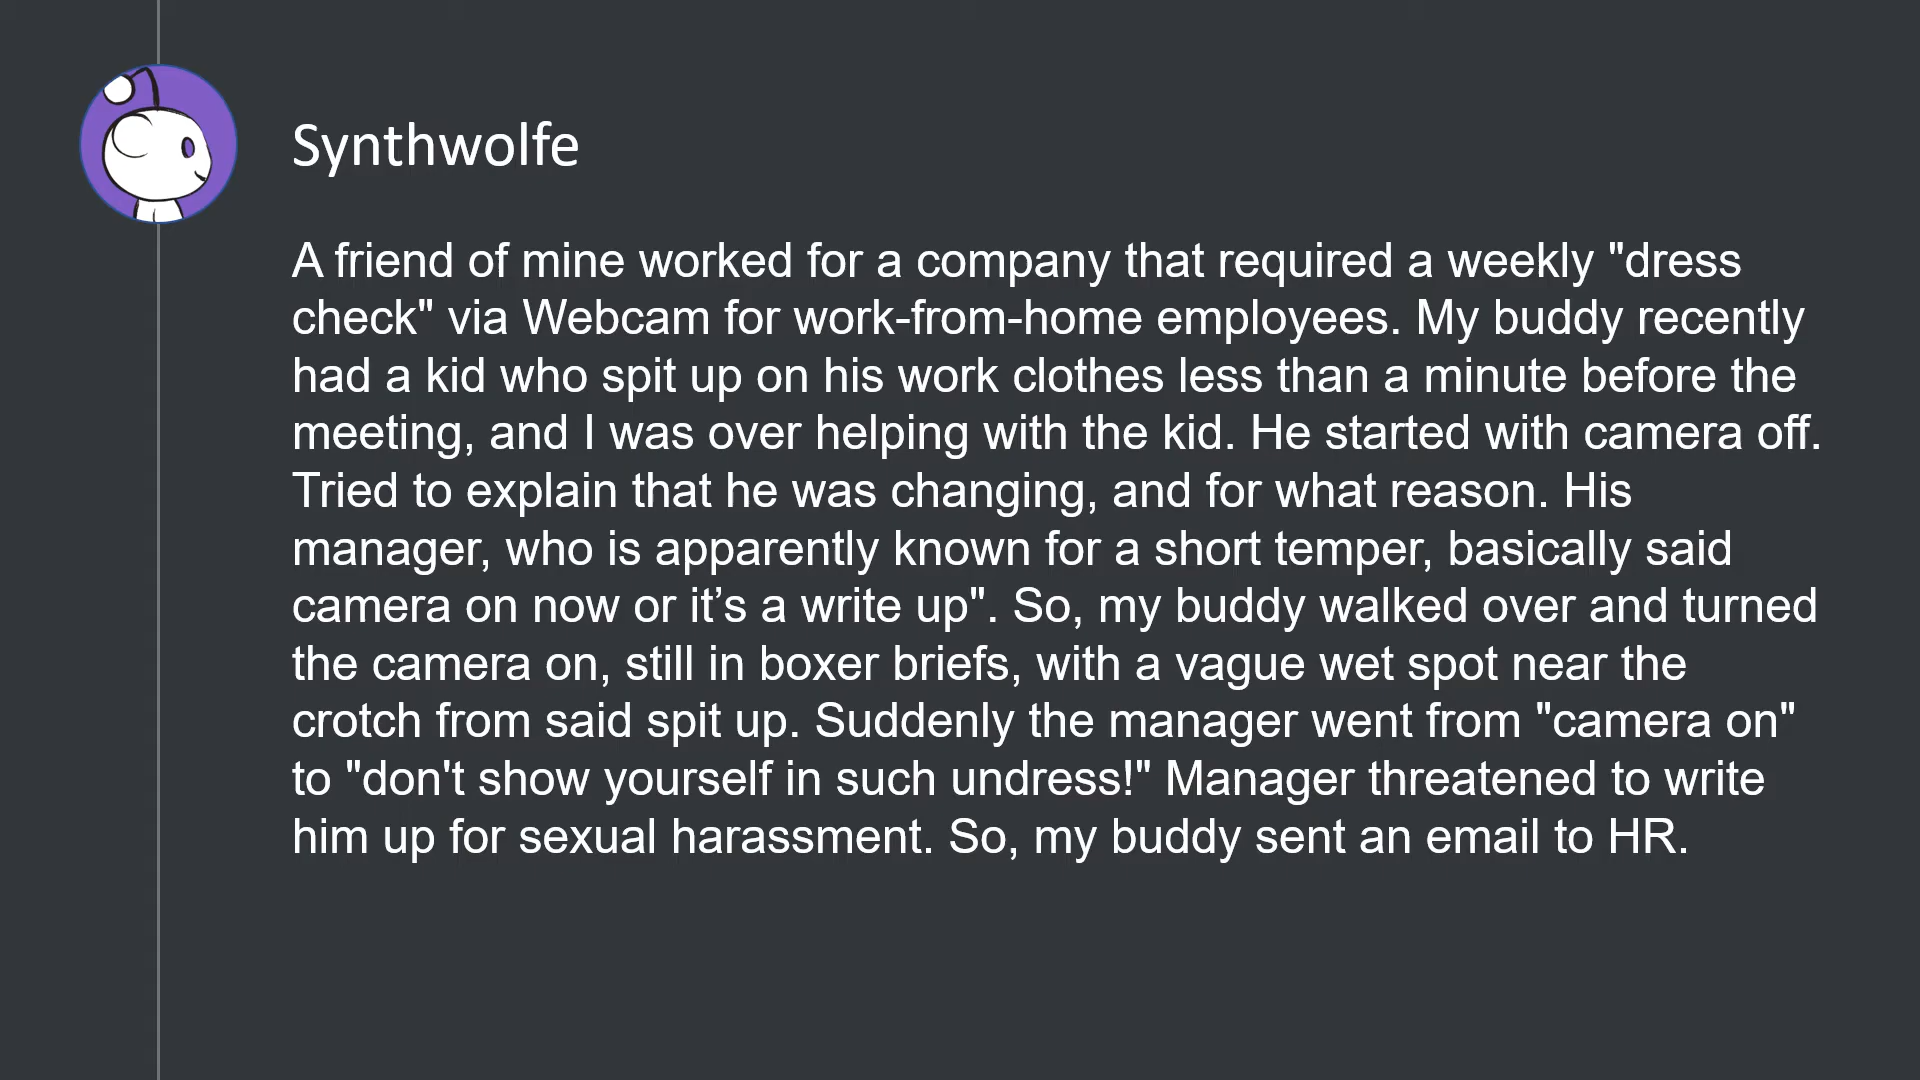 Synthwolfe
A friend of mine worked for a company that required a weekly "dress
check" via Webcam for work-from-home employees. My buddy recently
had a kid who spit up on his work clothes less than a minute before the
meeting, and I was over helping with the kid. He started with camera off.
Tried to explain that he was changing, and for what reason. His
manager, who is apparently known for a short temper, basically said
camera on now or it’s a write up". So, my buddy walked over and turned
the camera on, still in boxer briefs, with a vague wet spot near the
crotch from said spit up. Suddenly the manager went from "camera on"
to "don't show yourself in such undress!" Manager threatened to write
him up for sexual harassment. So, my buddy sent an email to HR.